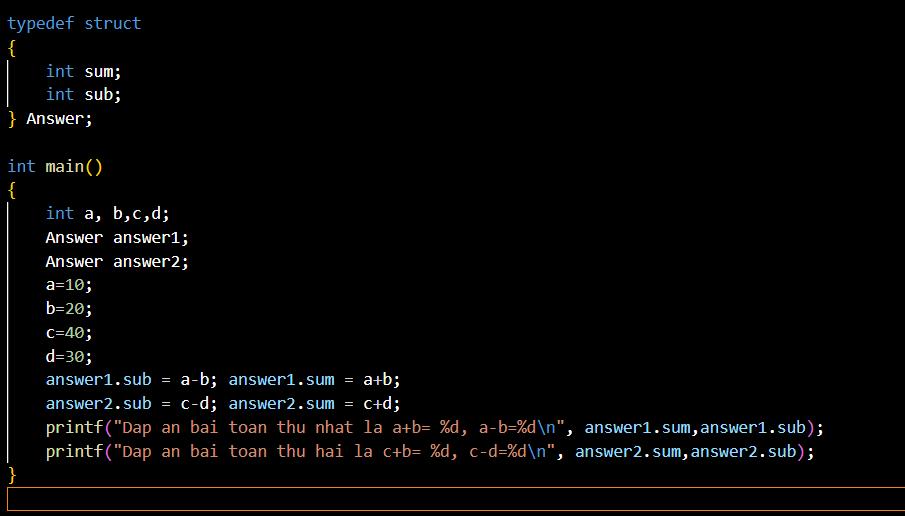 typedef struct
{
    int sum;
    int sub;
} Answer;

int main()
{
    int a, b,c,d;
    Answer answer1;
    Answer answer2;
    a=10;
    b=20;
    c=40;
    d=30;
    answer1.sub = a-b; answer1.sum = a+b;
    answer2.sub = c-d; answer2.sum = c+d;
    printf("Dap an bai toan thu nhat la a+b= %d, a-b=%d\n", answer1.sum,answer1.sub);
    printf("Dap an bai toan thu hai la c+b= %d, c-d=%d\n", answer2.sum,answer2.sub);
}